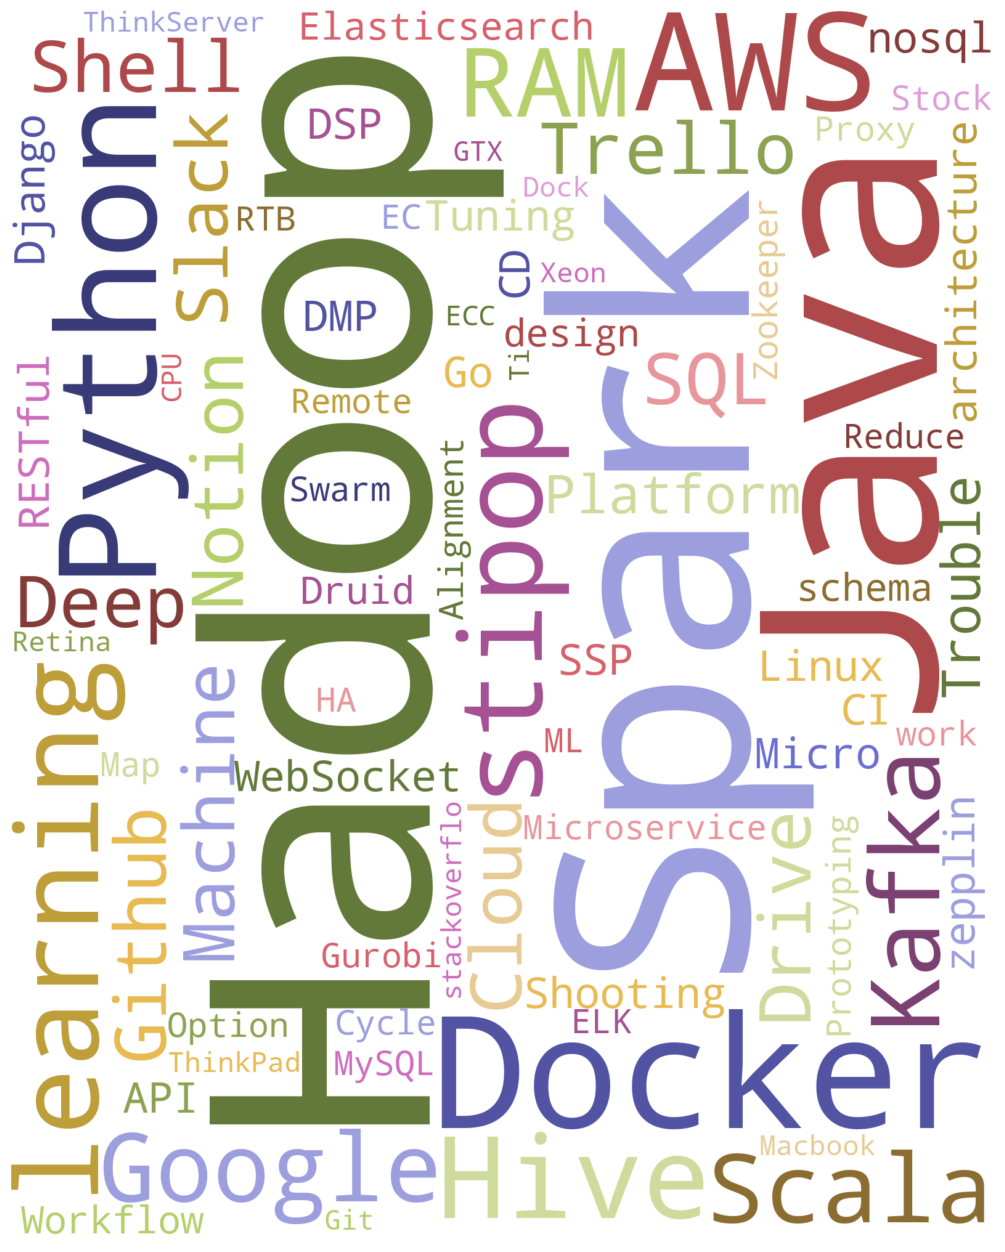 ThinkServer
Elasticsearch
AWS
nosql
Shell
RAM
Stock
Hadoop
DSP
Trello
Proxy
Python
Django
Slack
GTX
Dock
architecture
Java
RTB
EC
Tuning
Spark
Zookeeper
CD
Xeon
DMP
ECC
design
Ti
Go
SQL
RESTful
CPU
Notion
Remote
stipop
Reduce
Swarm
Alignment
Platform
Trouble
Deep
Druid
schema
Retina
SSP
Linux
learning
Machine
HA
CI
ML
Micro
work
Map
WebSocket
Kafka
Github
stackoverflo
Cloud
Microservice
Drive
Prototyping
zepplin
Gurobi
Shooting
Option
Cycle
ELK
Docker
ThinkPad
MySQL
API
Google
Hive
Macbook
Scala
Workflow
Git